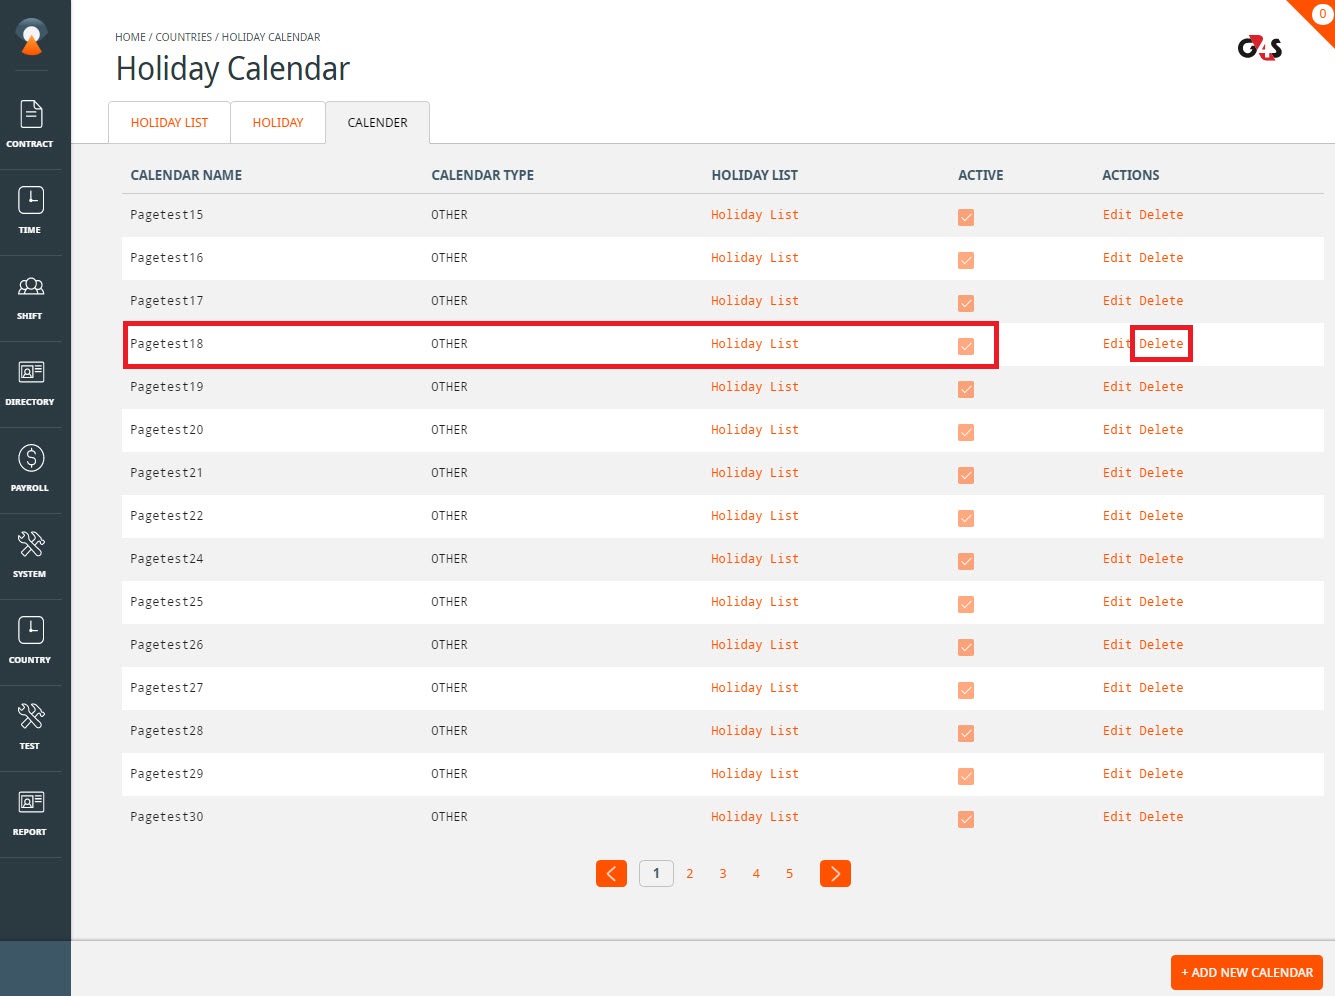 0
HOME / COUNTRIES / HOLIDAY CALENDAR
Holiday Calendar
G4S
HOLIDAY LIST HOLIDAY CALENDER
CONTRACT
TIME
SHIFT
DIRECTORY
PAYROLL
SYSTEM
COUNTRY
TEST
REPORT
CALENDAR NAME CALENDAR TYPE HOLIDAY LIST ACTIVE ACTIONS
Pagetest15 OTHER Holiday List Edit Delete
Pagetest16 OTHER Holiday List Edit Delete
Pagetest17 OTHER Holiday List Edit Delete
Pagetest18 OTHER Holiday List Edit Delete
Pagetest19 OTHER Holiday List Edit Delete
Pagetest20 OTHER Holiday List Edit Delete
Pagetest21 OTHER Holiday List Edit Delete
Pagetest22 OTHER Holiday List Edit Delete
Pagetest24 OTHER Holiday List Edit Delete
Pagetest25 OTHER Holiday List Edit Delete
Pagetest26 OTHER Holiday List Edit Delete
Pagetest27 OTHER Holiday List Edit Delete
Pagetest28 OTHER Holiday List Edit Delete
Pagetest29 OTHER Holiday List Edit Delete
Pagetest30 OTHER Holiday List Edit Delete
1 2 3 4 5
+ ADD NEW CALENDAR